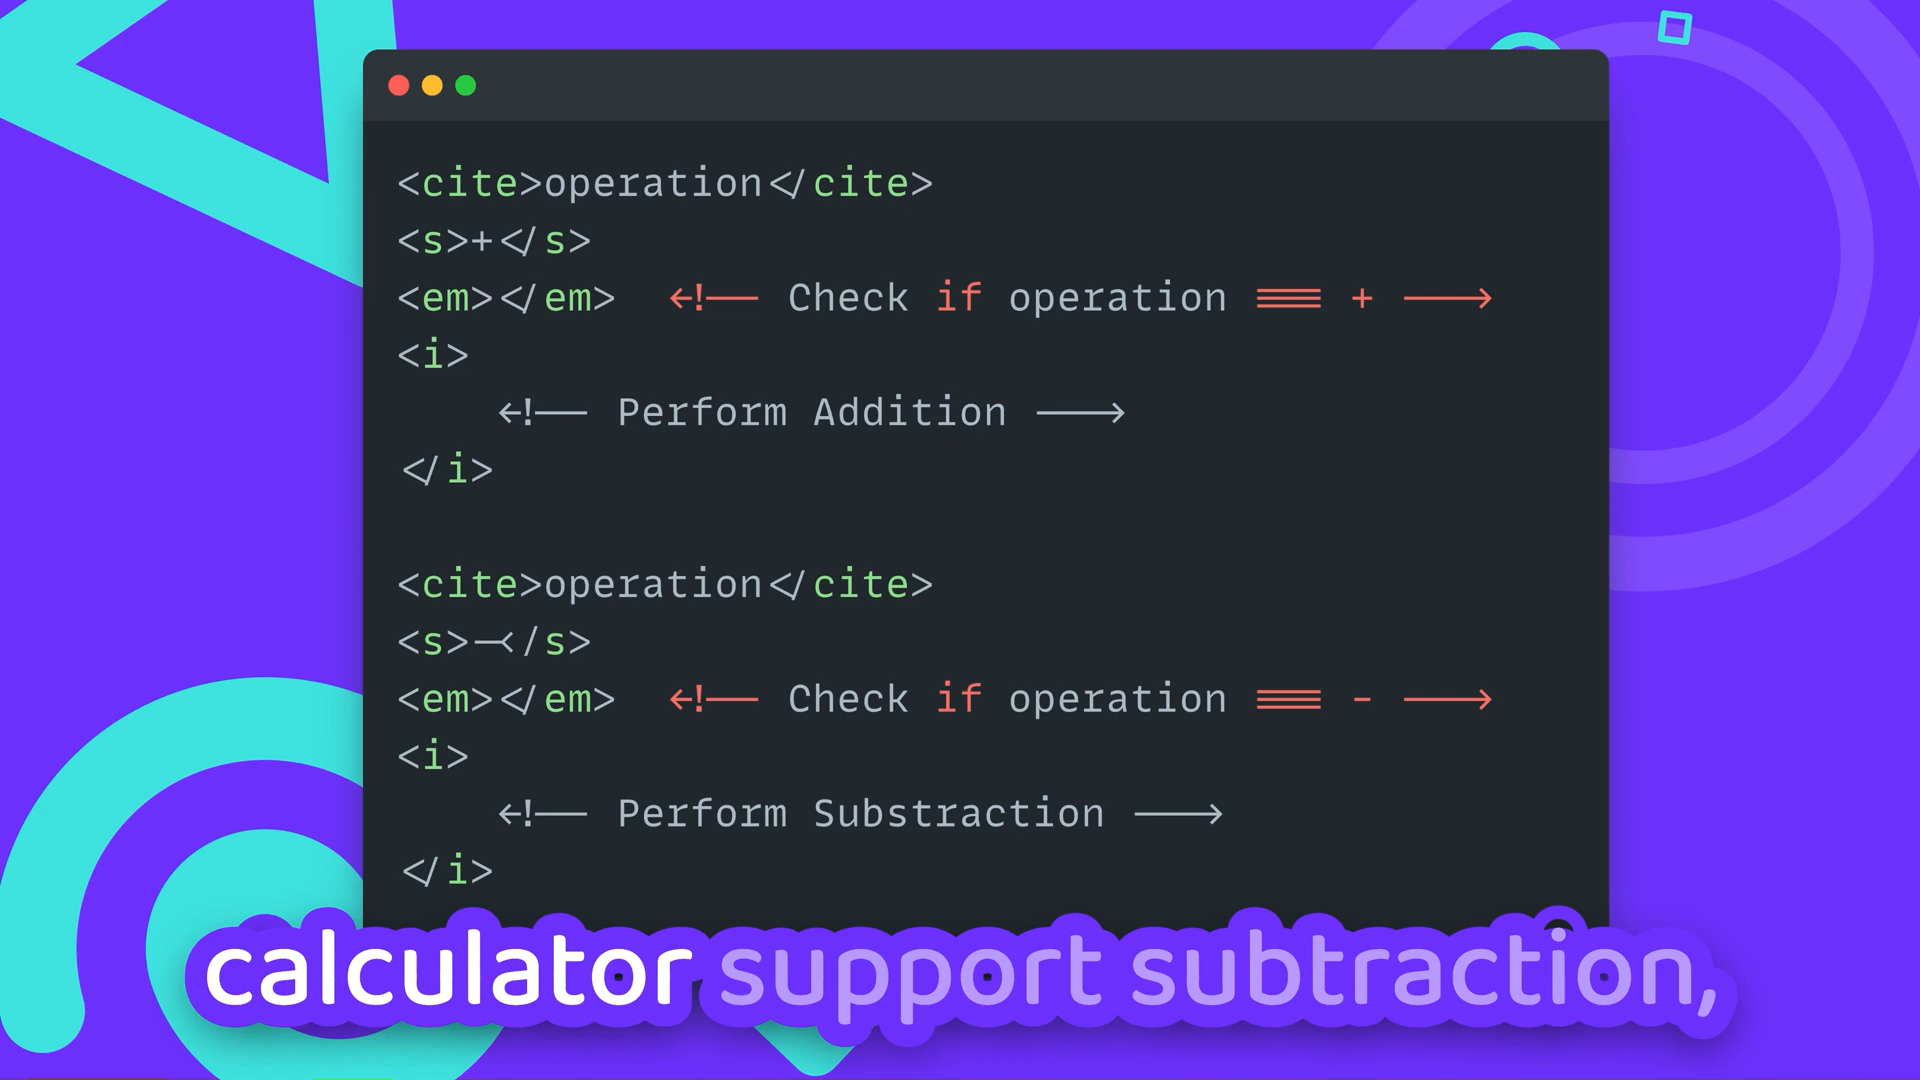 <cite>operation</cite>
<s>+</s>
<em></em>  <!-- Check if operation === + -->
<i>
    <!-- Perform Addition -->
</i>
<cite>operation</cite>
<s>-</s>
<em></em>  <!-- Check if operation === - -->
<i>
    <!-- Perform Substraction -->
</i>
calculator support subtraction,